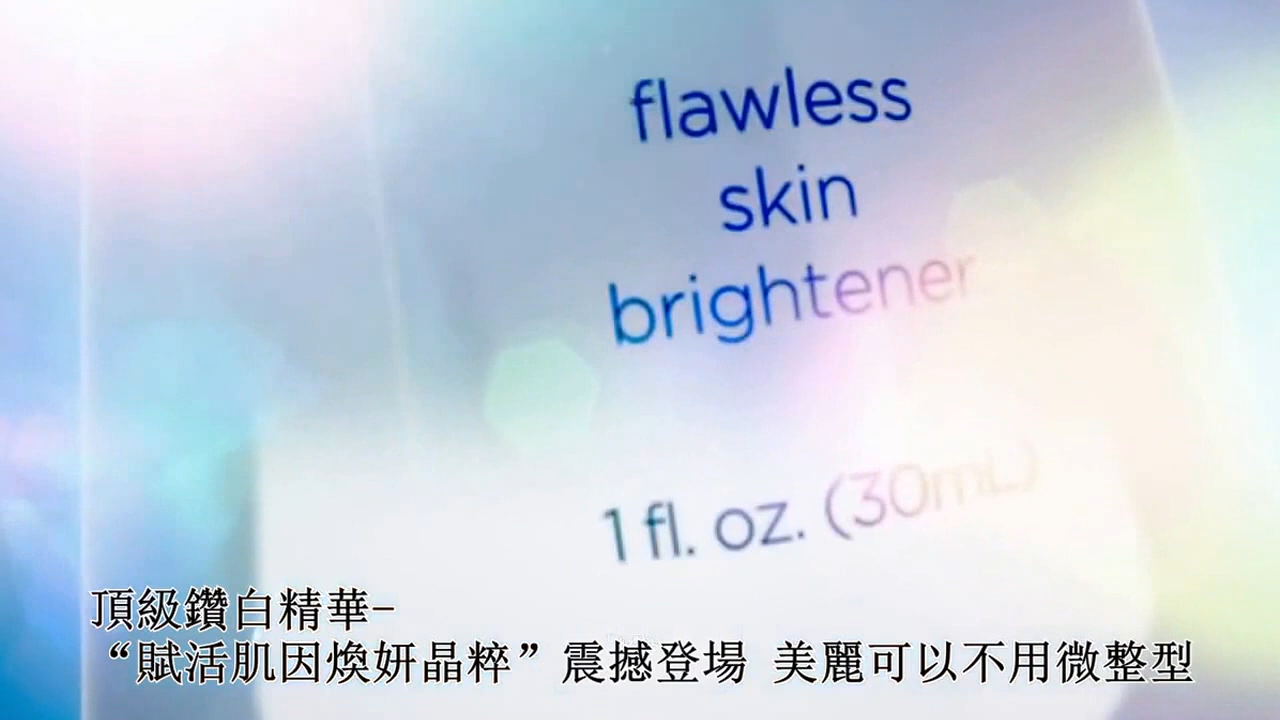 flawless
skin
brightener
1 fl. oz. (30mL)
頂級鑽白精華-
“賦活肌因煥妍晶粹”震撼登場 美麗可以不用微整型